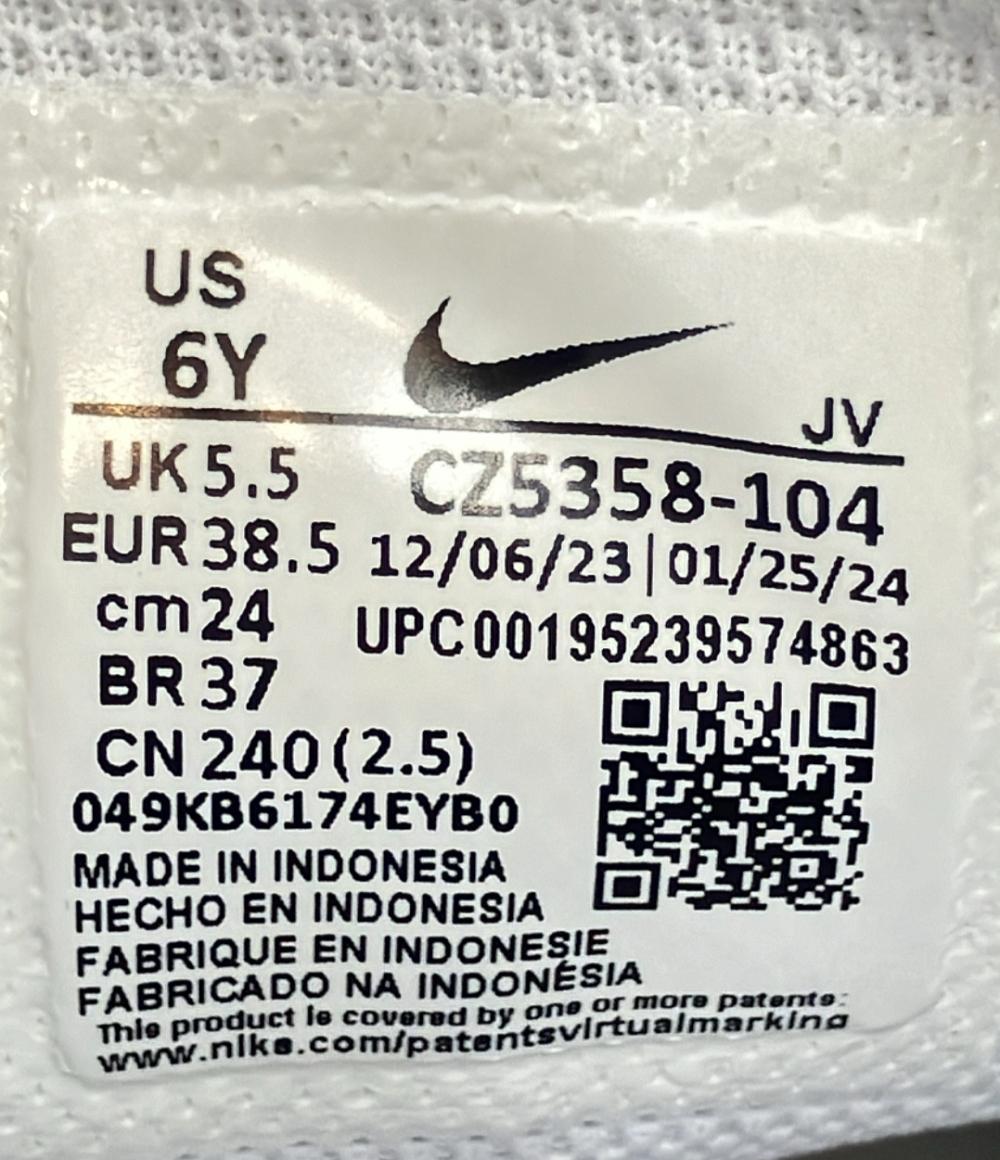 US
6Y
JV
UK 5.5
CZ5358-104
EUR 38.5
12/06/23|01/25/24
cm 24
UPC00195239574863
BR 37
CN 240 (2.5)
049KB6174EYB0
MADE IN INDONESIA
HECHO EN INDONESIA
FABRIQUE EN INDONESIE
FABRICADO NA INDONÉSIA
This product is covered by one or more patents:
www.nike.com/patentsvirtualmarking